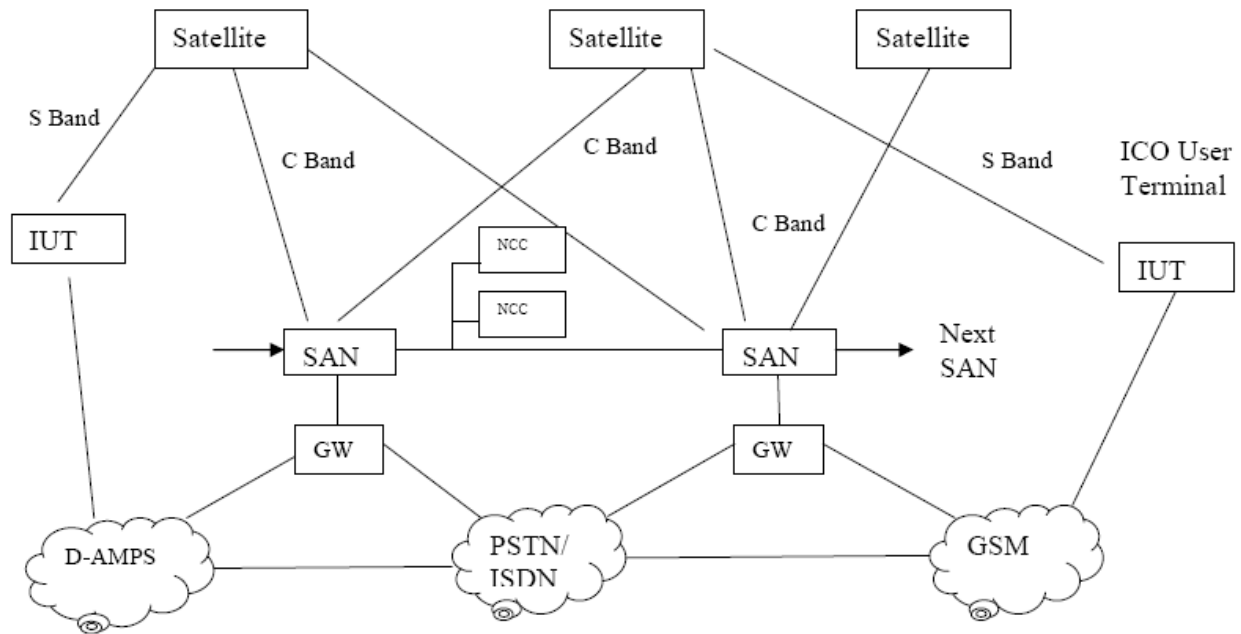 Satellite
Satellite
Satellite
S Band
C Band
C Band
S Band
C Band
ICO User
Terminal
IUT
NCC
NCC
IUT
SAN
SAN
Next
SAN
GW
GW
D-AMPS
PSTN/
ISDN
GSM